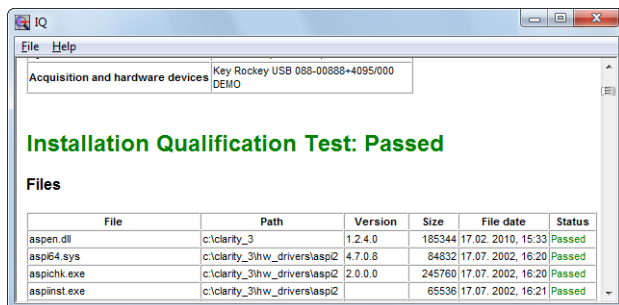 IQ
File Help
Acquisition and hardware devices Key Rockey USB 088-00888+4095/000
DEMO
Installation Qualification Test: Passed
Files
File Path Version Size File date Status
aspen.dll c:\clarity_3 1.2.4.0 185344 17.02. 2010, 15:33 Passed
aspi64.sys c:\clarity_3\hw_drivers\aspi2 4.7.0.8 84832 17.07. 2002, 16:20 Passed
aspichk.exe c:\clarity_3\hw_drivers\aspi2 2.0.0.0 245760 17.07. 2002, 16:20 Passed
aspiinst.exe c:\clarity_3\hw_drivers\aspi2 65536 17.07. 2002, 16:21 Passed